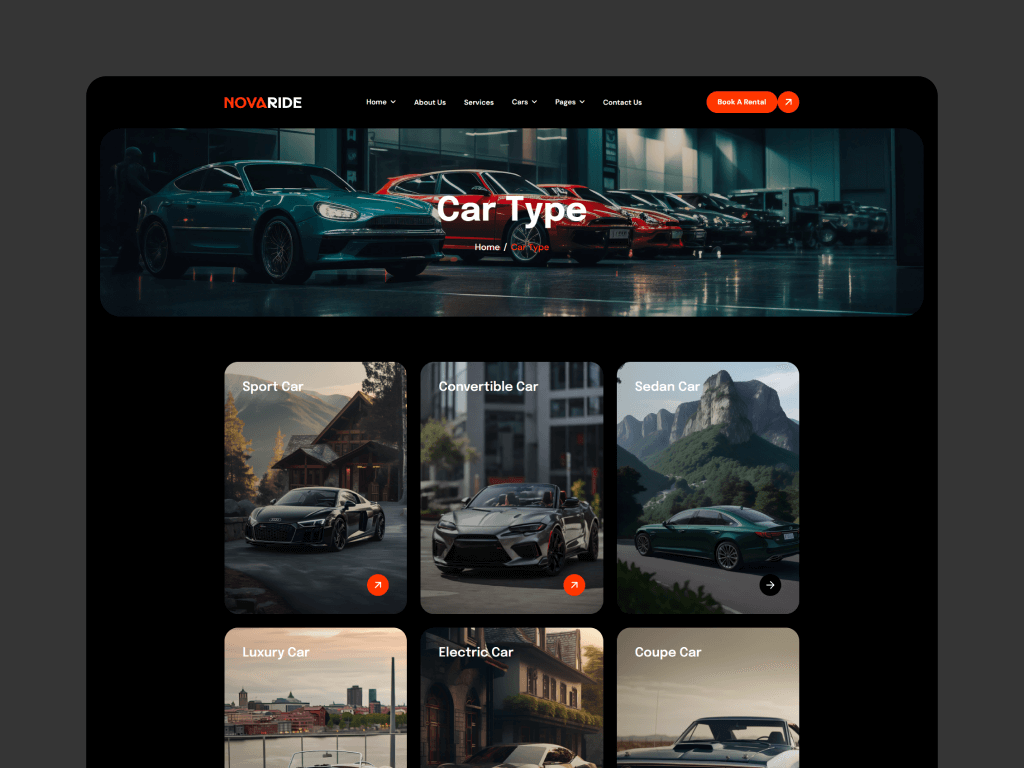 NOVARIDE
Home About Us Services Cars Pages Contact Us
Book A Rental
Car Type
Home / Car Type
Sport Car
Convertible Car
Sedan Car
Luxury Car
Electric Car
Coupe Car